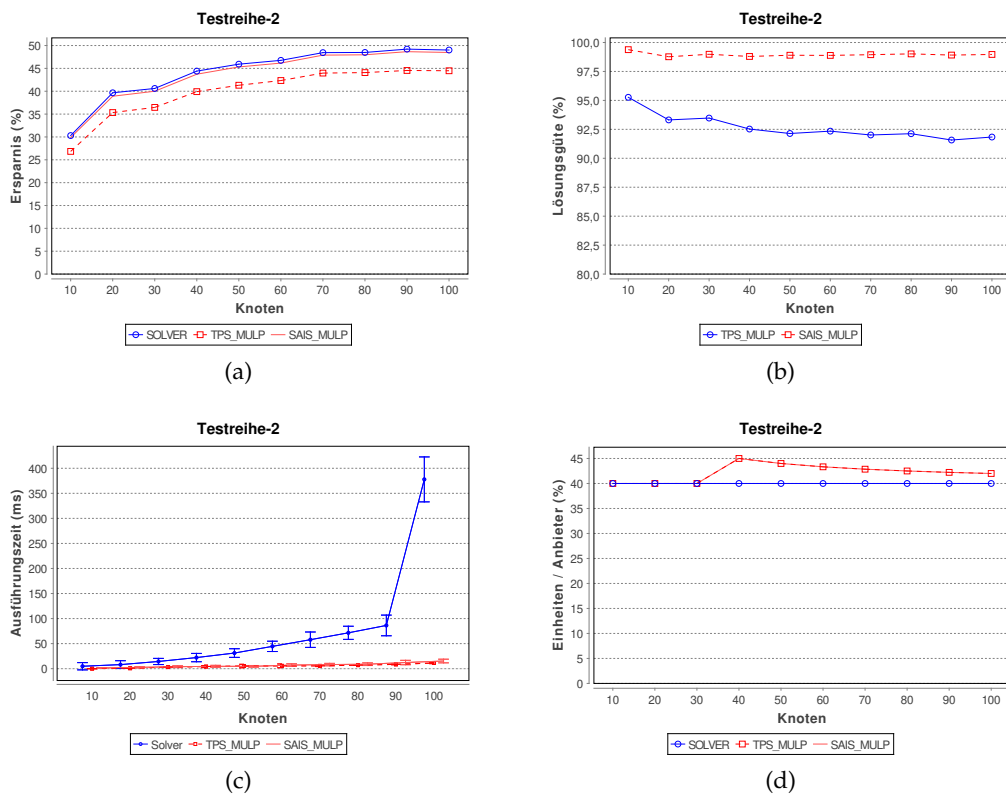 Testreihe-2
Ersparnis (%)
50
45
40
35
30
25
20
15
10
5
0
10 20 30 40 50 60 70 80 90 100
Knoten
SOLVER TPS_MULP SAIS_MULP
(a)
Testreihe-2
Lösungsgüte (%)
100,0
97,5
95,0
92,5
90,0
87,5
85,0
82,5
80,0
10 20 30 40 50 60 70 80 90 100
Knoten
TPS_MULP SAIS_MULP
(b)
Testreihe-2
Ausführungszeit (ms)
400
350
300
250
200
150
100
50
0
10 20 30 40 50 60 70 80 90 100
Knoten
Solver TPS_MULP SAIS_MULP
(c)
Testreihe-2
Einheiten / Anbieter (%)
45
40
35
30
25
20
15
10
5
0
10 20 30 40 50 60 70 80 90 100
Knoten
SOLVER TPS_MULP SAIS_MULP
(d)